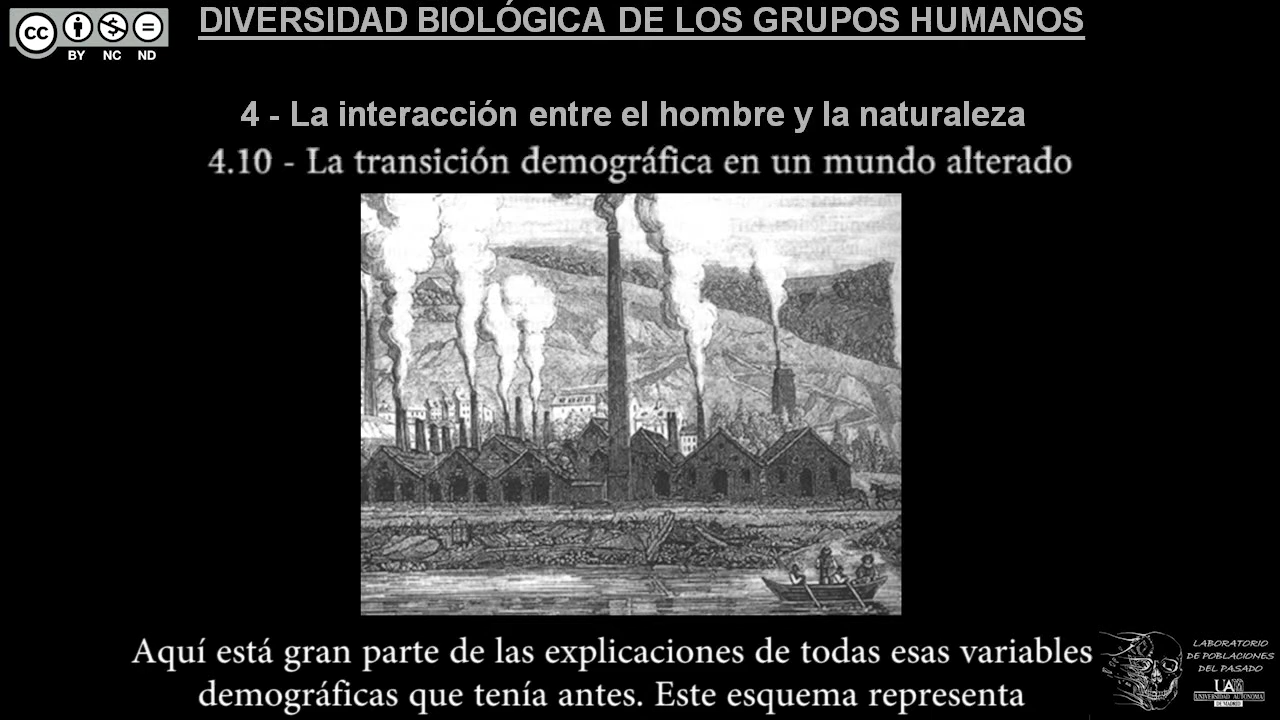 DIVERSIDAD BIOLÓGICA DE LOS GRUPOS HUMANOS
CC
BY NC ND
4 - La interacción entre el hombre y la naturaleza
4.10 - La transición demográfica en un mundo alterado
Aquí está gran parte de las explicaciones de todas esas variables
demográficas que tenía antes. Este esquema representa
LABORATORIO
DE POBLACIONES
DEL PASADO
UAM
UNIVERSIDAD AUTONOMA
DE MADRID